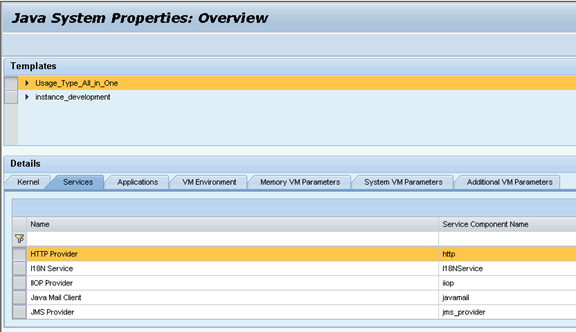 Java System Properties: Overview
Templates
Usage_Type_All_in_One
instance_development
Details
Kernel Services Applications VM Environment Memory VM Parameters System VM Parameters Additional VM Parameters
Name Service Component Name
HTTP Provider http
I18N Service I18NService
IIOP Provider iiop
Java Mail Client javamail
JMS Provider jms_provider